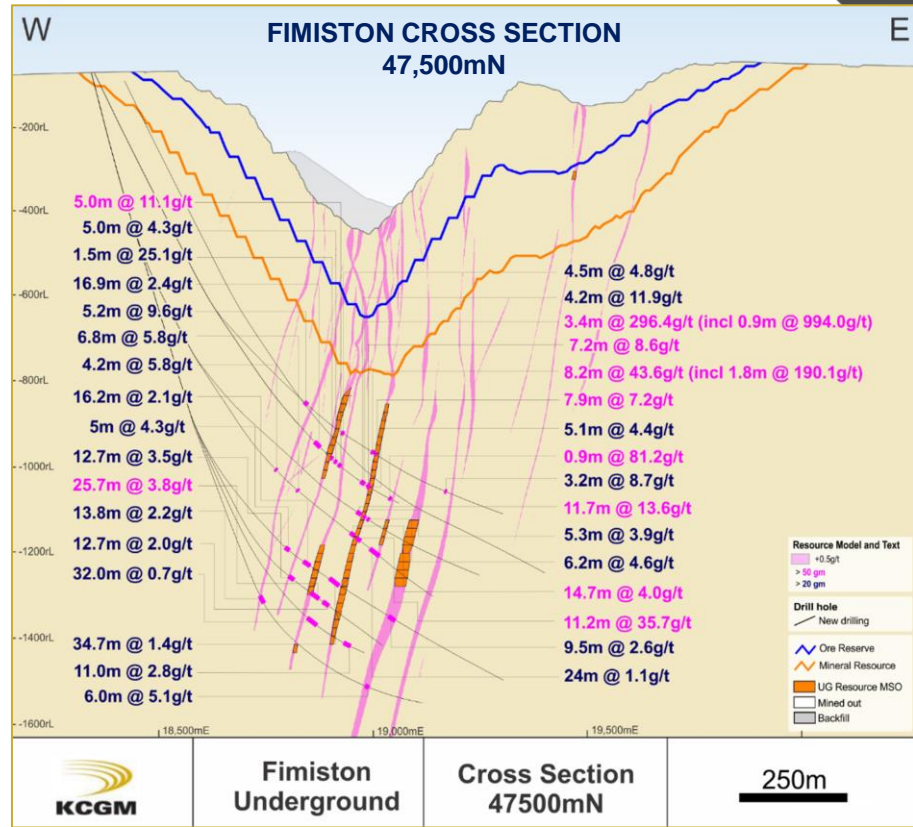 W
FIMISTON CROSS SECTION
47,500mN
E
-200rL
-400rL
-600rL
-800rL
-1000rL
-1200rL
-1400rL
-1600rL
5.0m @ 11.1g/t
5.0m @ 4.3g/t
1.5m @ 25.1g/t
16.9m @ 2.4g/t
5.2m @ 9.6g/t
6.8m @ 5.8g/t
4.2m @ 5.8g/t
16.2m @ 2.1g/t
5m @ 4.3g/t
12.7m @ 3.5g/t
25.7m @ 3.8g/t
13.8m @ 2.2g/t
12.7m @ 2.0g/t
32.0m @ 0.7g/t
34.7m @ 1.4g/t
11.0m @ 2.8g/t
6.0m @ 5.1g/t
4.5m @ 4.8g/t
4.2m @ 11.9g/t
3.4m @ 296.4g/t (incl 0.9m @ 994.0g/t)
7.2m @ 8.6g/t
8.2m @ 43.6g/t (incl 1.8m @ 190.1g/t)
7.9m @ 7.2g/t
5.1m @ 4.4g/t
0.9m @ 81.2g/t
3.2m @ 8.7g/t
11.7m @ 13.6g/t
5.3m @ 3.9g/t
6.2m @ 4.6g/t
14.7m @ 4.0g/t
11.2m @ 35.7g/t
9.5m @ 2.6g/t
24m @ 1.1g/t
Resource Model and Text
+0.5g/t
> 50 gm
> 20 gm
Drill hole
New drilling
Ore Reserve
Mineral Resource
UG Resource MSO
Mined out
Backfill
18,500mE
19,000mE
19,500mE
KCGM
Fimiston
Underground
Cross Section
47500mN
250m